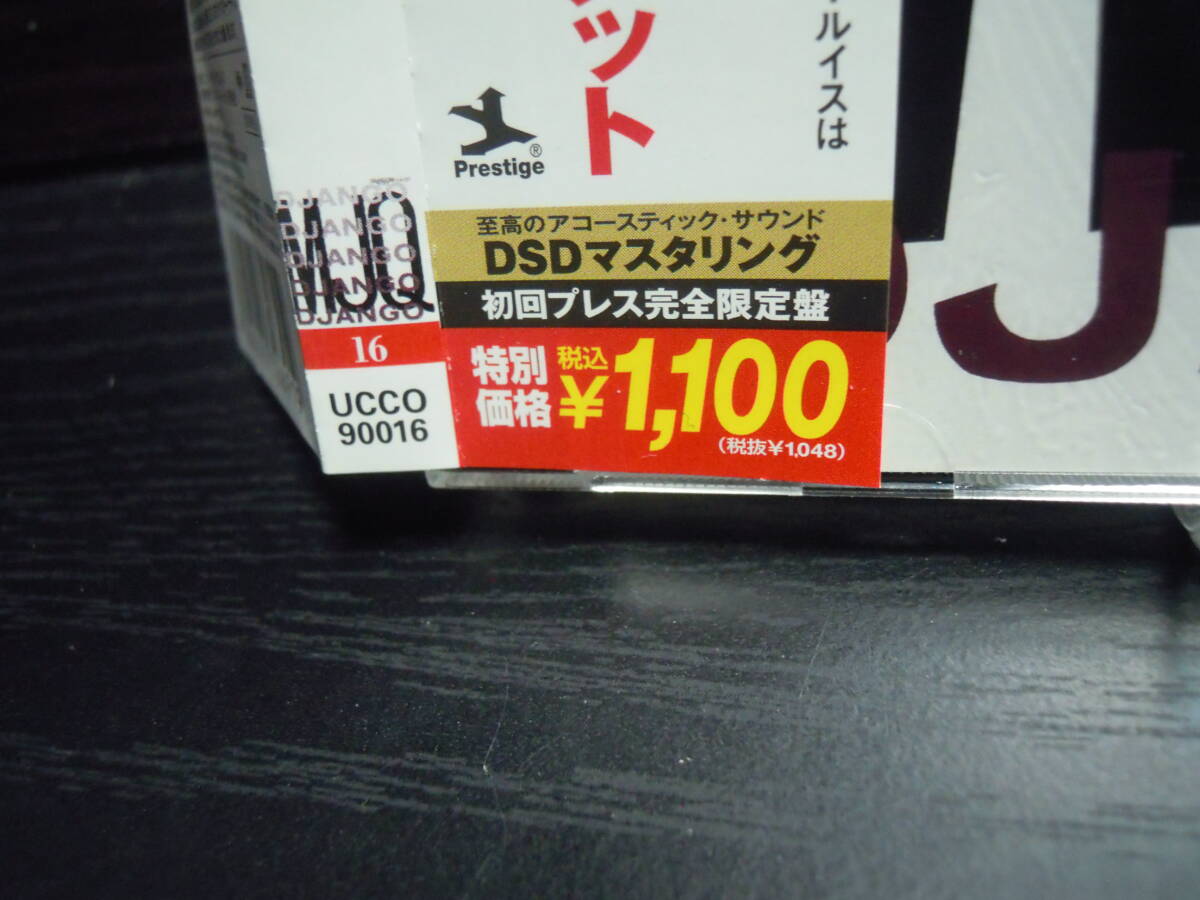 DJANGO
DJANGO
DJANGO
DJANGO
DJANGO
MJQ
16
UCCO
90016
ット
ルイスは
Prestige®
至高のアコースティック・サウンド
DSDマスタリング
初回プレス完全限定盤
特別
価格
税込
¥1,100
(税抜¥1,048)
J